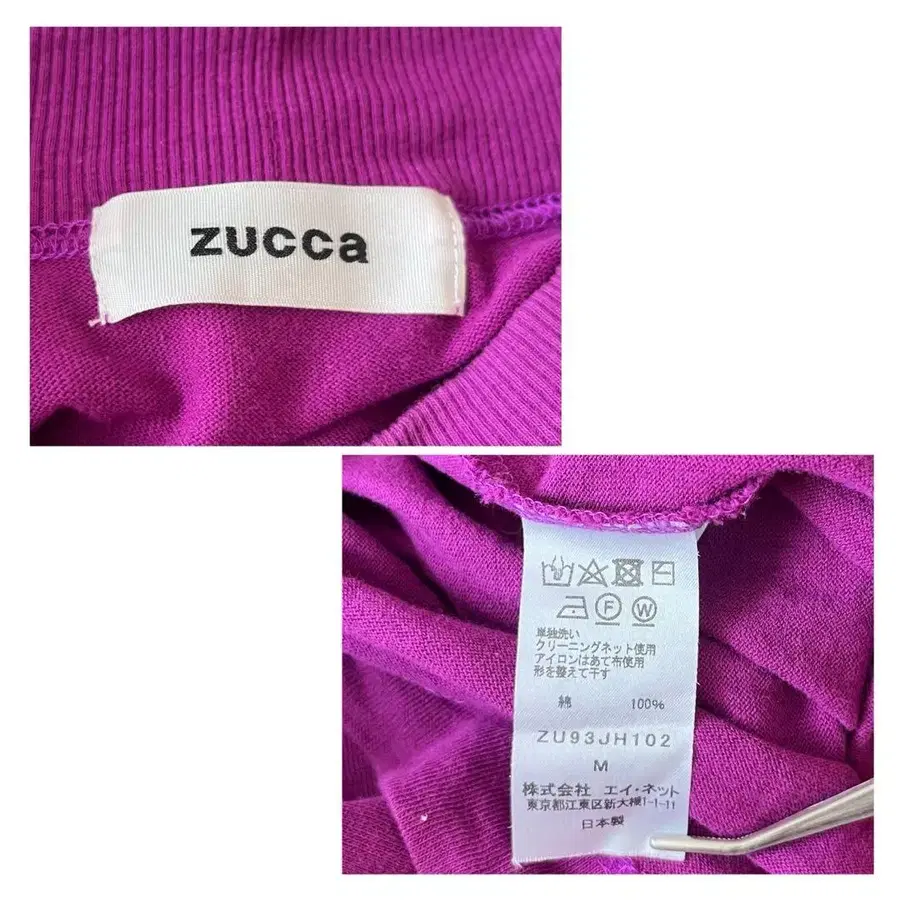 zucca
F W
単独洗い
クリーニングネット使用
アイロンはあて布使用
形を整えて干す
綿 100%
ZU93JH102
M
株式会社 エイ・ネット
東京都江東区新大橋1-1-11
日本製